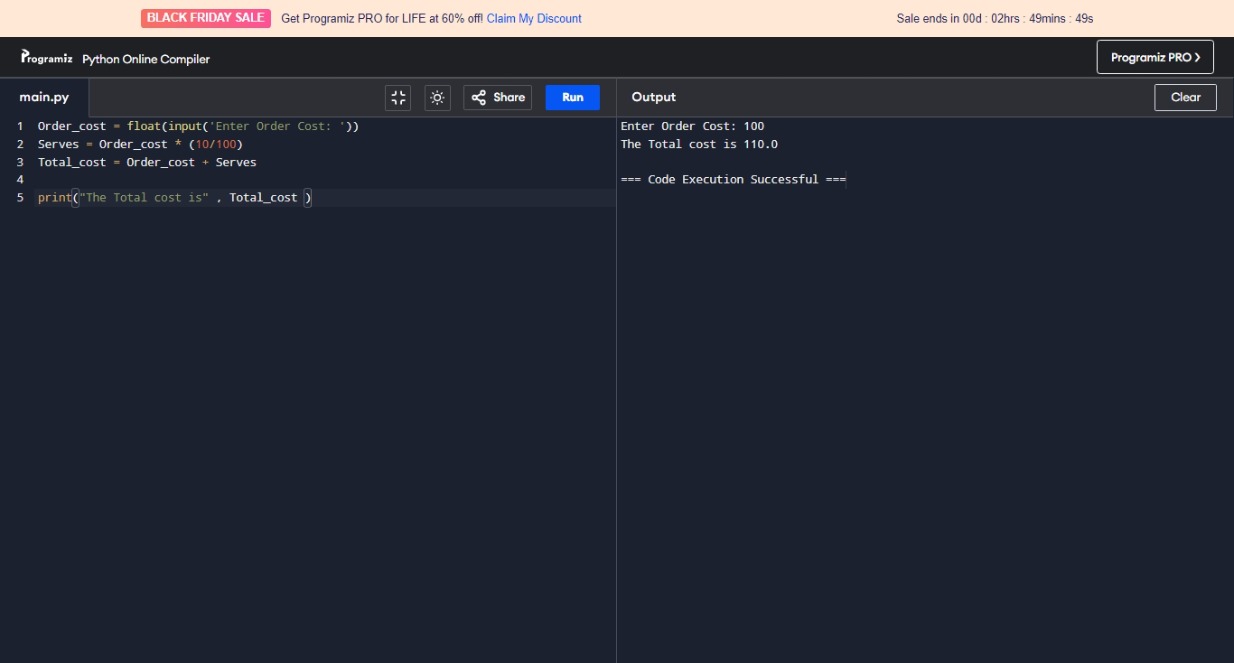 BLACK FRIDAY SALE Get Programiz PRO for LIFE at 60% off! Claim My Discount Sale ends in 00d : 02hrs : 49mins : 49s
Programiz Python Online Compiler Programiz PRO >
main.py Share Run Output Clear
1 Order_cost = float(input('Enter Order Cost: '))
2 Serves = Order_cost * (10/100)
3 Total_cost = Order_cost + Serves
4
5 print("The Total cost is" , Total_cost )
Enter Order Cost: 100
The Total cost is 110.0
=== Code Execution Successful ===